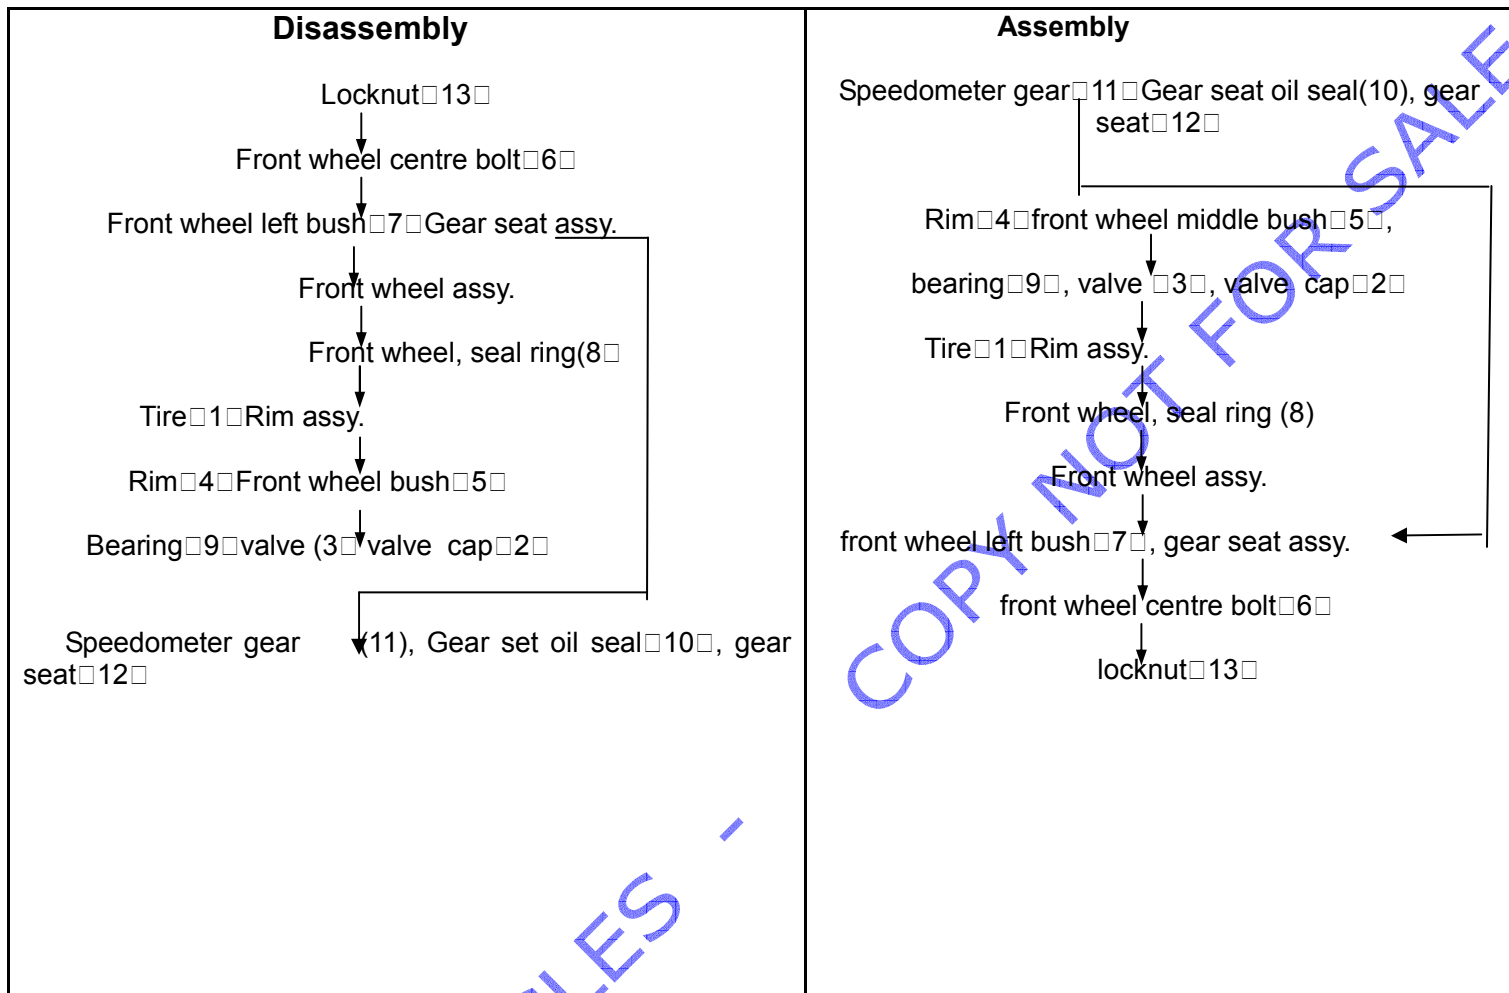 Disassembly
Locknut□13□
Front wheel centre bolt□6□
Front wheel left bush□7□Gear seat assy.
Front wheel assy.
Front wheel, seal ring(8□
Tire□1□Rim assy.
Rim□4□Front wheel bush□5□
Bearing□9□valve (3□ valve cap□2□
Speedometer gear (11), Gear set oil seal□10□, gear
seat□12□
Assembly
Speedometer gear□11□Gear seat oil seal(10), gear
seat□12□
Rim□4□front wheel middle bush□5□,
bearing□9□, valve □3□, valve cap□2□
Tire□1□Rim assy.
Front wheel, seal ring (8)
Front wheel assy.
front wheel left bush□7□, gear seat assy.
front wheel centre bolt□6□
locknut□13□
COPY NOT FOR SALE
-